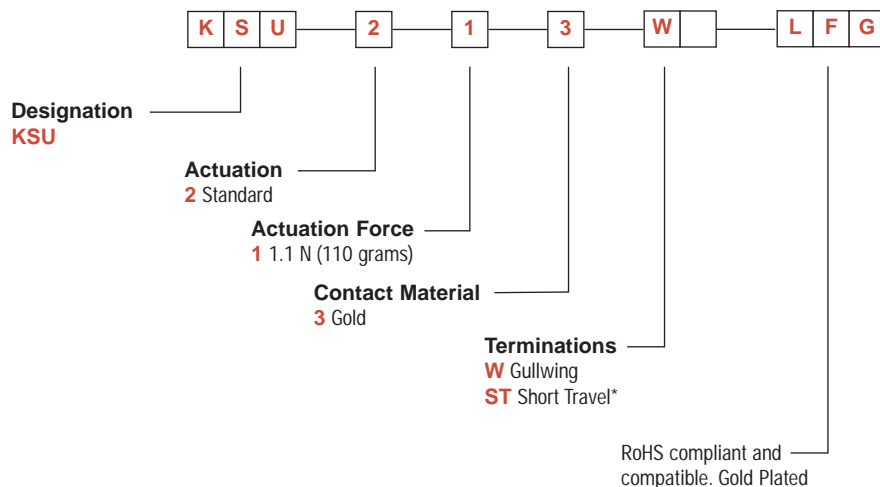 K S U 2 1 3 W L F G
Designation
KSU
Actuation
2 Standard
Actuation Force
1 1.1 N (110 grams)
Contact Material
3 Gold
Terminations
W Gullwing
ST Short Travel*
RoHS compliant and
compatible. Gold Plated